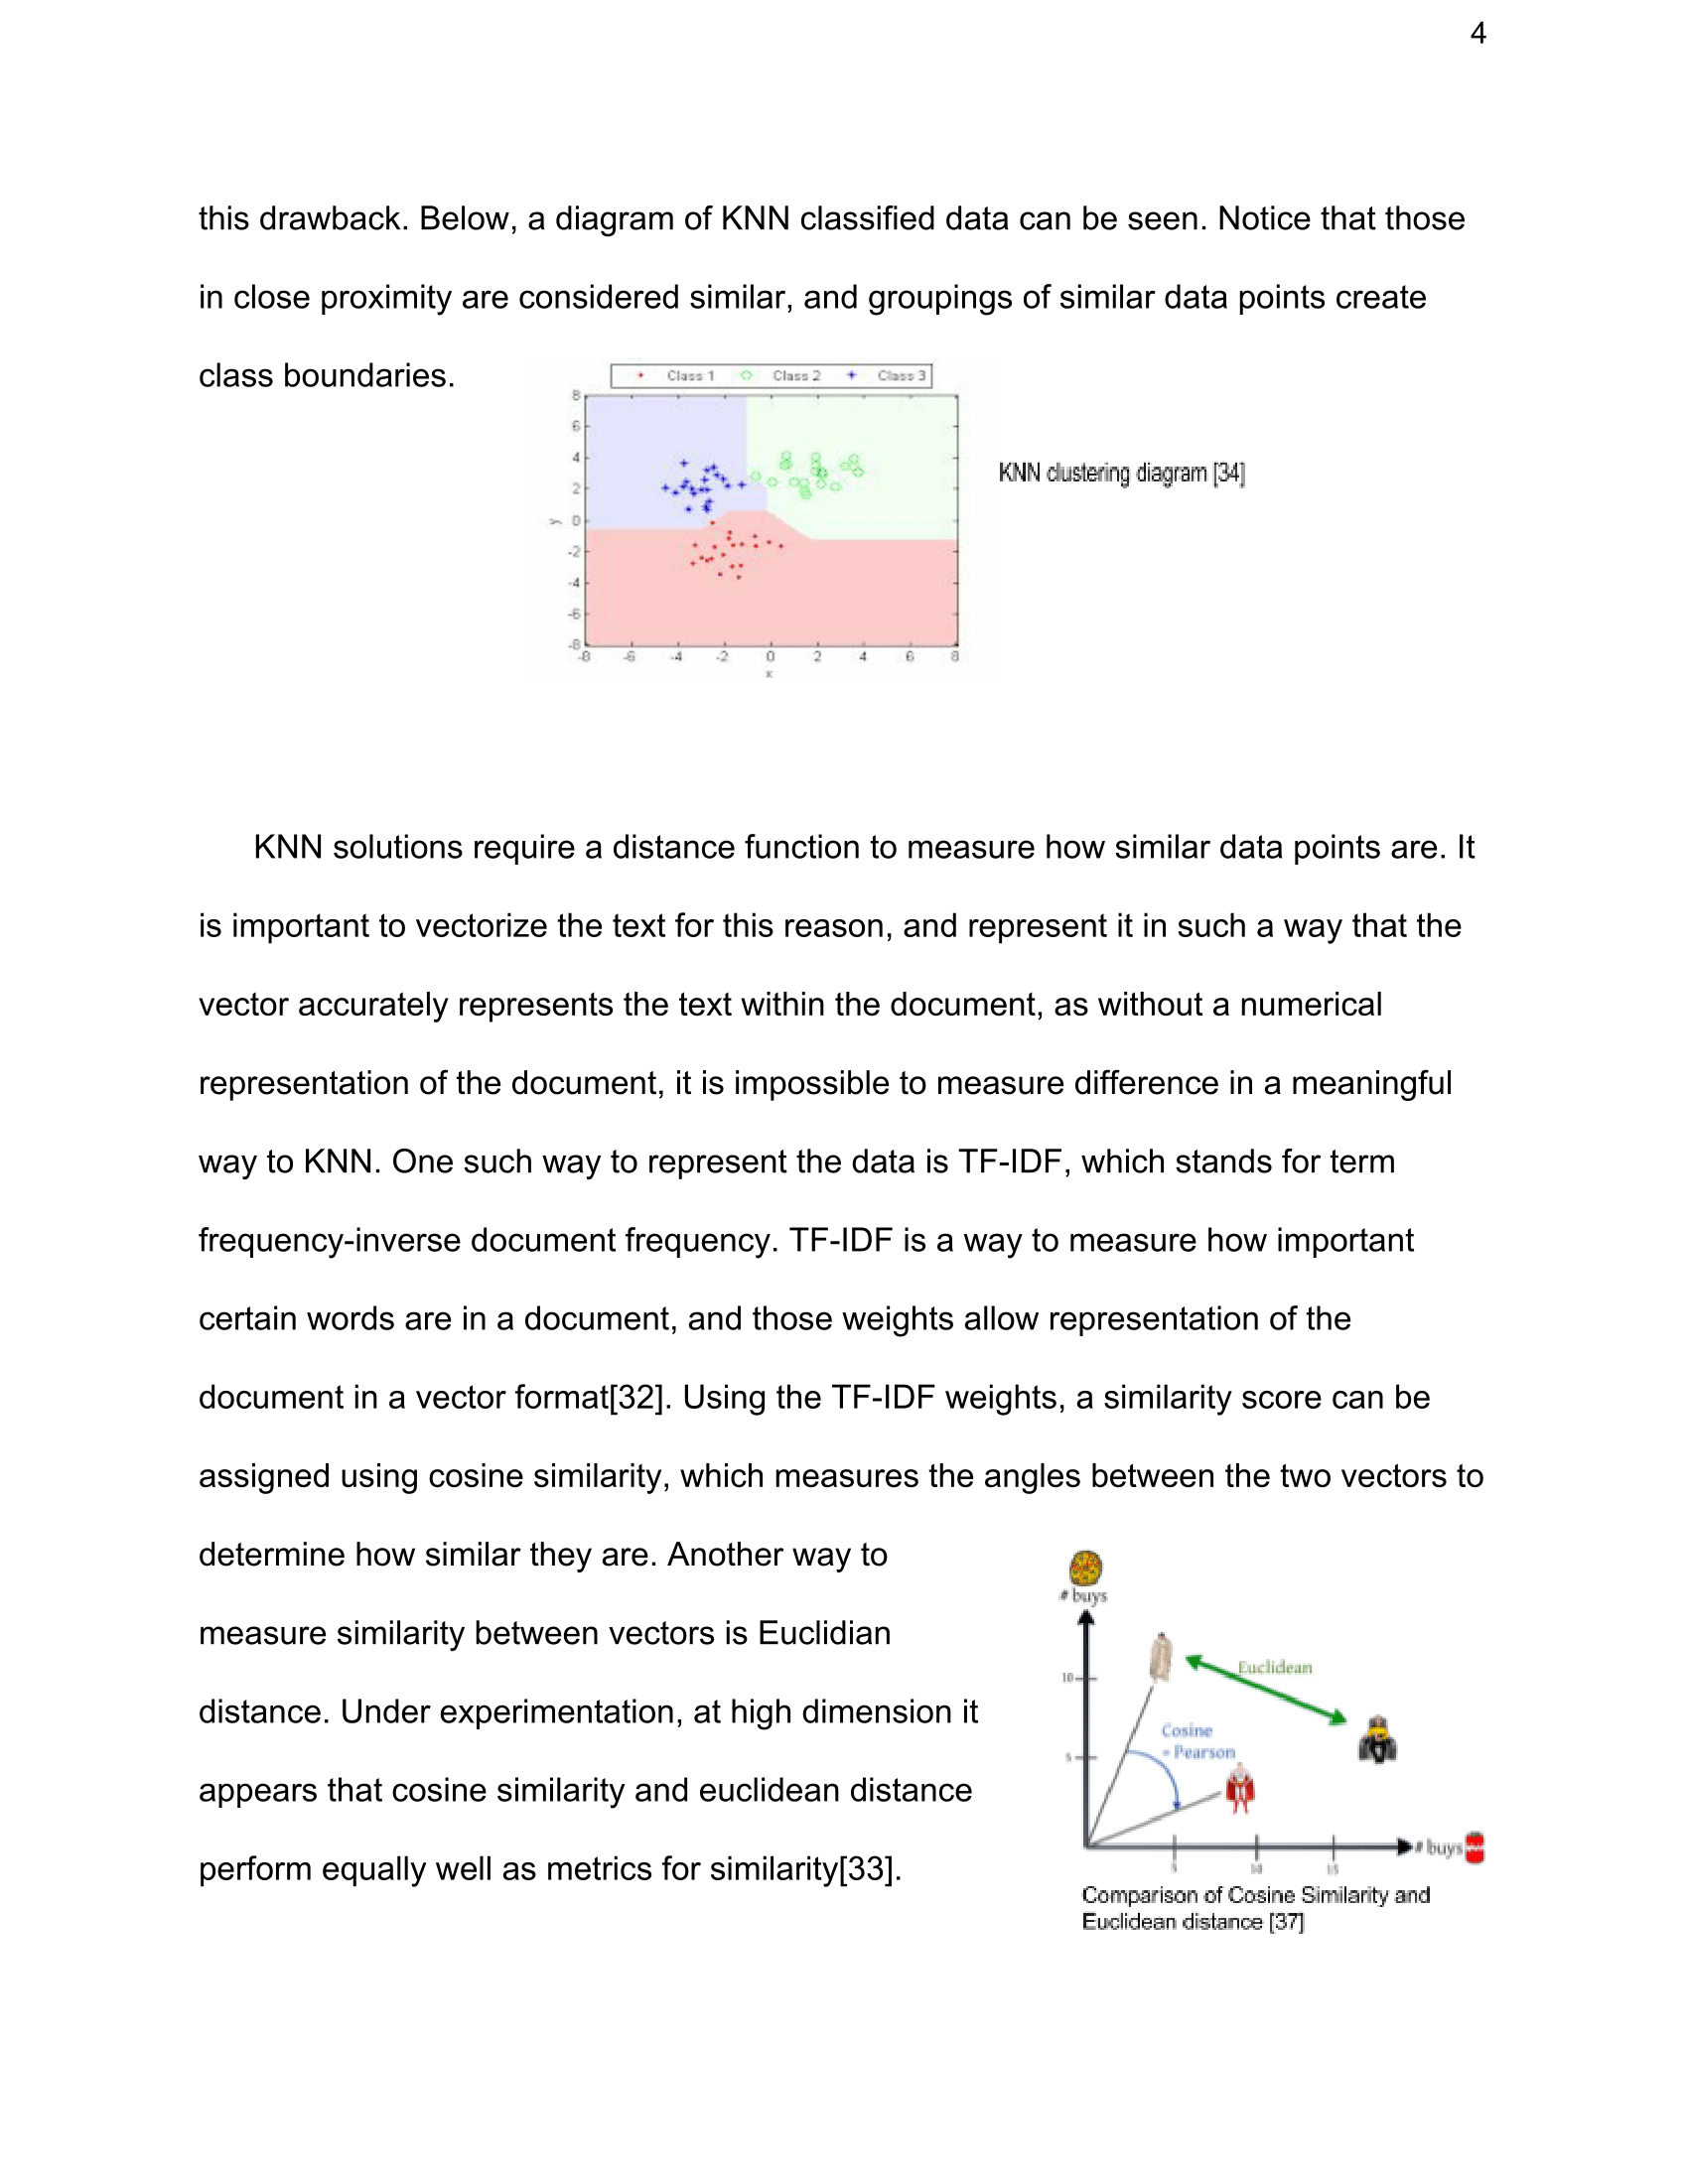 4
this drawback. Below, a diagram of KNN classified data can be seen. Notice that those
in close proximity are considered similar, and groupings of similar data points create
class boundaries.
Class 1 Class 2 Class 3
8
6
4
2
0
-2
-4
-6
-8
y
-8 -6 -4 -2 0 2 4 6 8
x
KNN clustering diagram [34]
KNN solutions require a distance function to measure how similar data points are. It
is important to vectorize the text for this reason, and represent it in such a way that the
vector accurately represents the text within the document, as without a numerical
representation of the document, it is impossible to measure difference in a meaningful
way to KNN. One such way to represent the data is TF-IDF, which stands for term
frequency-inverse document frequency. TF-IDF is a way to measure how important
certain words are in a document, and those weights allow representation of the
document in a vector format[32]. Using the TF-IDF weights, a similarity score can be
assigned using cosine similarity, which measures the angles between the two vectors to
determine how similar they are. Another way to
measure similarity between vectors is Euclidian
distance. Under experimentation, at high dimension it
appears that cosine similarity and euclidean distance
perform equally well as metrics for similarity[33].
# buys
10
5
Euclidean
Cosine
= Pearson
5 10 15
# buys
Comparison of Cosine Similarity and
Euclidean distance [37]